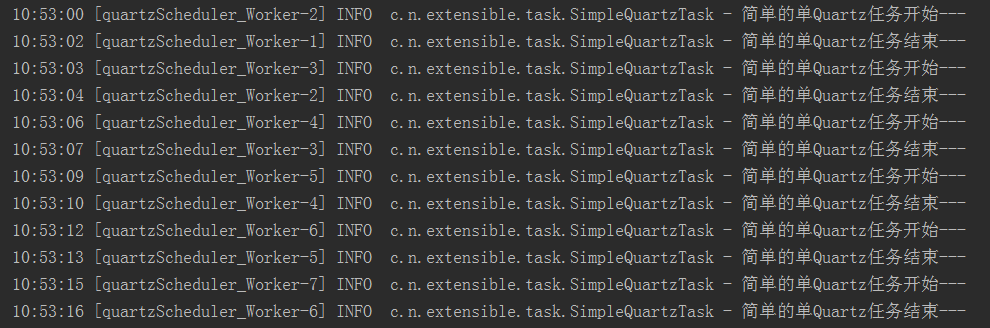 10:53:00 [quartzScheduler_Worker-2] INFO  c.n.extensible.task.SimpleQuartzTask - 简单的单Quartz任务开始---
10:53:02 [quartzScheduler_Worker-1] INFO  c.n.extensible.task.SimpleQuartzTask - 简单的单Quartz任务结束---
10:53:03 [quartzScheduler_Worker-3] INFO  c.n.extensible.task.SimpleQuartzTask - 简单的单Quartz任务开始---
10:53:04 [quartzScheduler_Worker-2] INFO  c.n.extensible.task.SimpleQuartzTask - 简单的单Quartz任务结束---
10:53:06 [quartzScheduler_Worker-4] INFO  c.n.extensible.task.SimpleQuartzTask - 简单的单Quartz任务开始---
10:53:07 [quartzScheduler_Worker-3] INFO  c.n.extensible.task.SimpleQuartzTask - 简单的单Quartz任务结束---
10:53:09 [quartzScheduler_Worker-5] INFO  c.n.extensible.task.SimpleQuartzTask - 简单的单Quartz任务开始---
10:53:10 [quartzScheduler_Worker-4] INFO  c.n.extensible.task.SimpleQuartzTask - 简单的单Quartz任务结束---
10:53:12 [quartzScheduler_Worker-6] INFO  c.n.extensible.task.SimpleQuartzTask - 简单的单Quartz任务开始---
10:53:13 [quartzScheduler_Worker-5] INFO  c.n.extensible.task.SimpleQuartzTask - 简单的单Quartz任务结束---
10:53:15 [quartzScheduler_Worker-7] INFO  c.n.extensible.task.SimpleQuartzTask - 简单的单Quartz任务开始---
10:53:16 [quartzScheduler_Worker-6] INFO  c.n.extensible.task.SimpleQuartzTask - 简单的单Quartz任务结束---